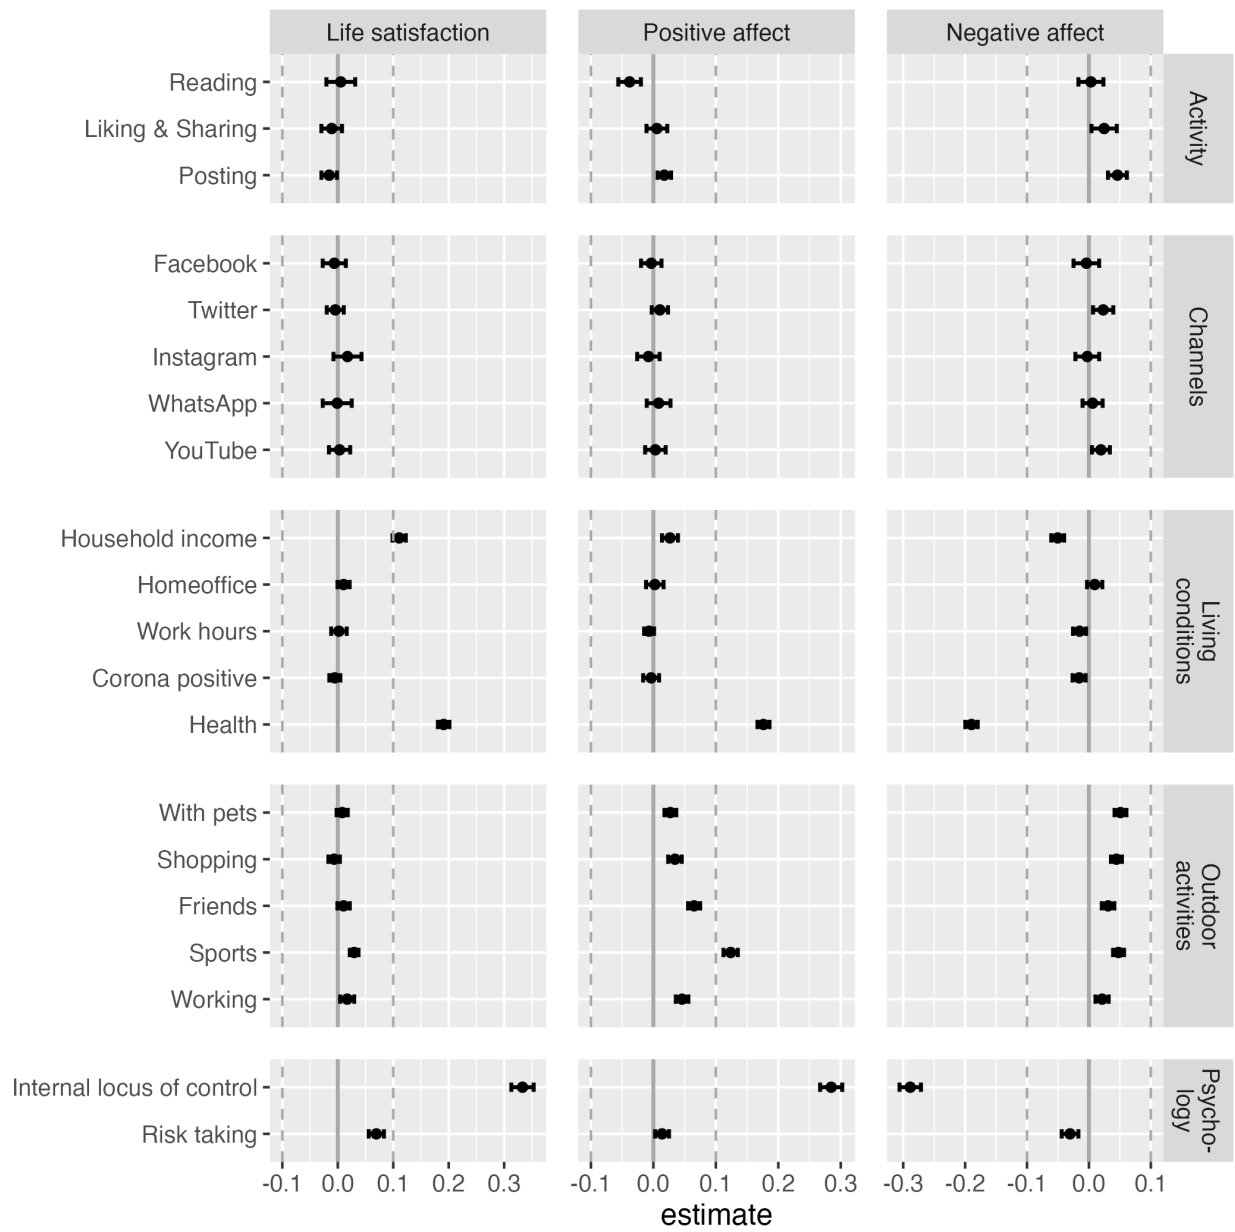 Life satisfaction
Positive affect
Negative affect
Reading
Liking & Sharing
Posting
Activity
Facebook
Twitter
Instagram
WhatsApp
YouTube
Channels
Household income
Homeoffice
Work hours
Corona positive
Health
Living
conditions
With pets
Shopping
Friends
Sports
Working
Outdoor
activities
Internal locus of control
Risk taking
Psycho-
logy
-0.1 0.0 0.1 0.2 0.3
-0.1 0.0 0.1 0.2 0.3
-0.3 -0.2 -0.1 0.0 0.1
estimate